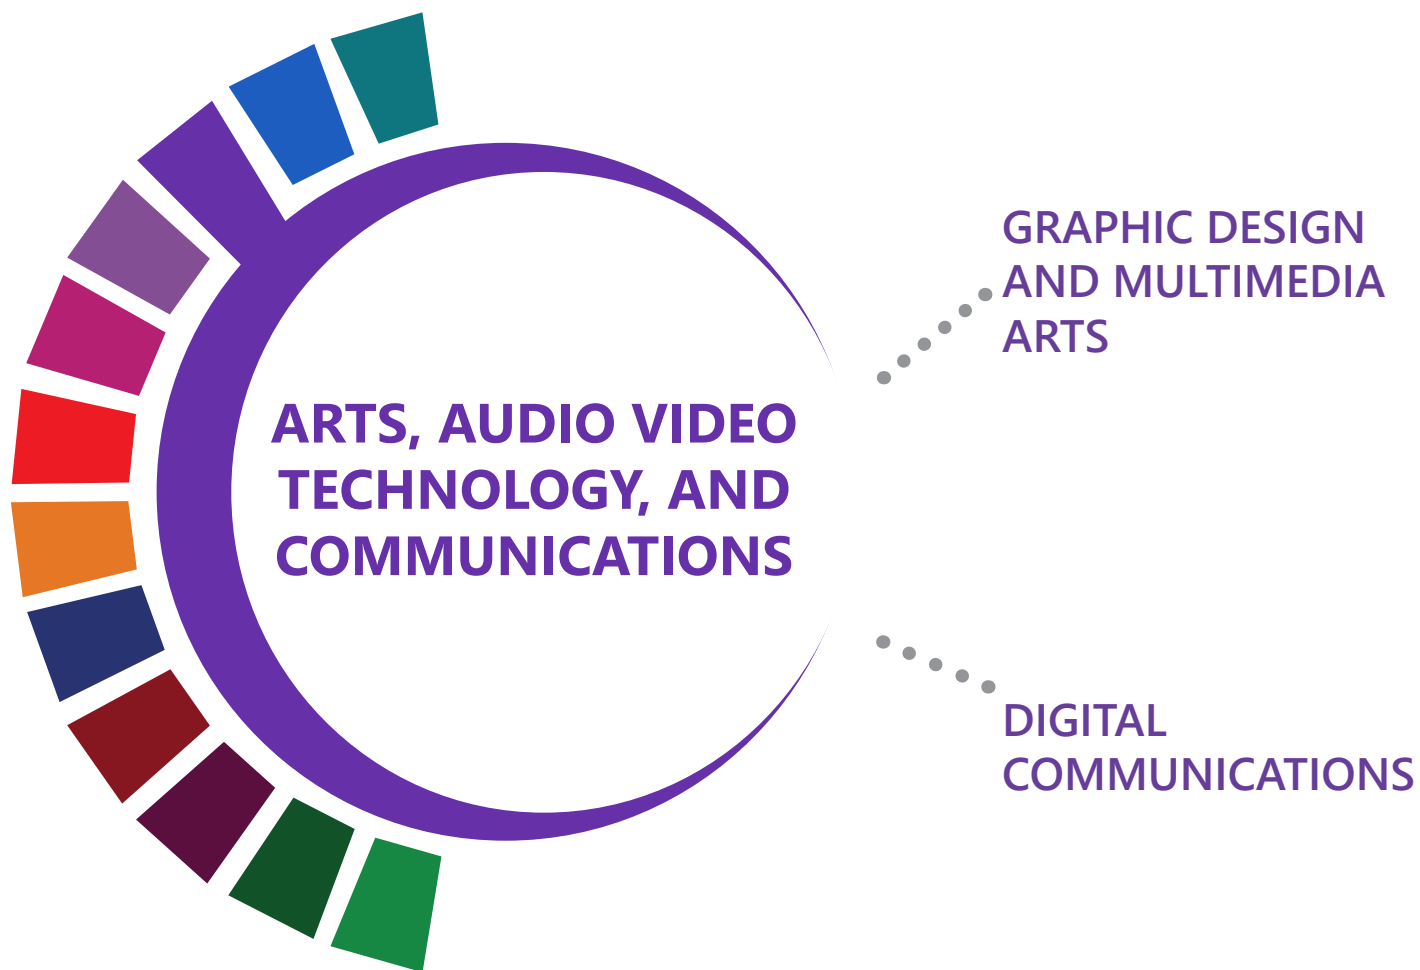 GRAPHIC DESIGN
AND MULTIMEDIA
ARTS
ARTS, AUDIO VIDEO
TECHNOLOGY, AND
COMMUNICATIONS
DIGITAL
COMMUNICATIONS